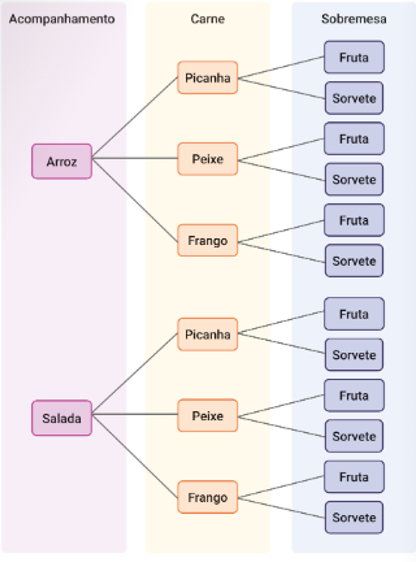 Acompanhamento Carne Sobremesa
Fruta
Picanha
Sorvete
Fruta
Arroz Peixe
Sorvete
Fruta
Frango
Sorvete
Fruta
Picanha
Sorvete
Fruta
Salada Peixe
Sorvete
Fruta
Frango
Sorvete